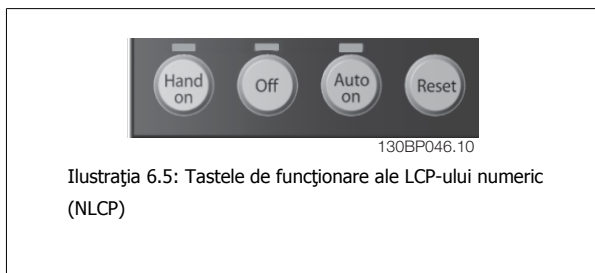 Hand on
Off
Auto on
Reset
130BP046.10
Ilustraţia 6.5: Tastele de funcţionare ale LCP-ului numeric
(NLCP)